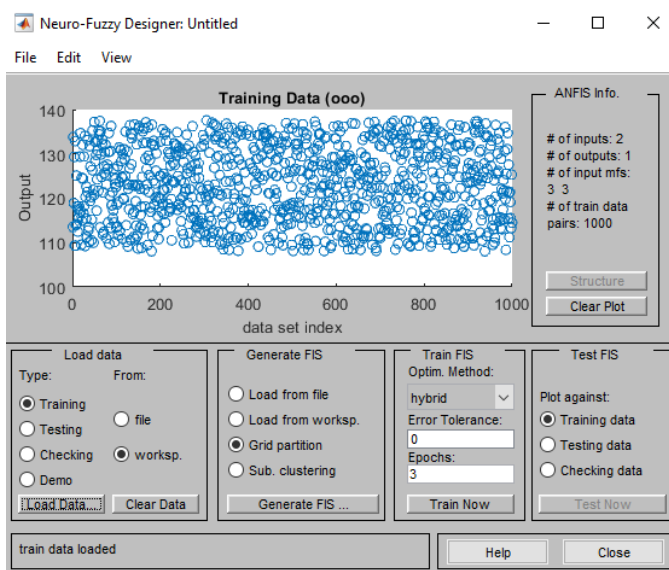 Neuro-Fuzzy Designer: Untitled
File Edit View
Training Data (ooo)
140
130
120
110
100
Output
0 200 400 600 800 1000
data set index
ANFIS Info.
# of inputs: 2
# of outputs: 1
# of input mfs:
3 3
# of train data
pairs: 1000
Structure
Clear Plot
Load data
Type: From:
Training
Testing
Checking
Demo
file
worksp.
Load Data... Clear Data
Generate FIS
Load from file
Load from worksp.
Grid partition
Sub. clustering
Generate FIS ...
Train FIS
Optim. Method:
hybrid
Error Tolerance:
0
Epochs:
3
Train Now
Test FIS
Plot against:
Training data
Testing data
Checking data
Test Now
train data loaded
Help Close